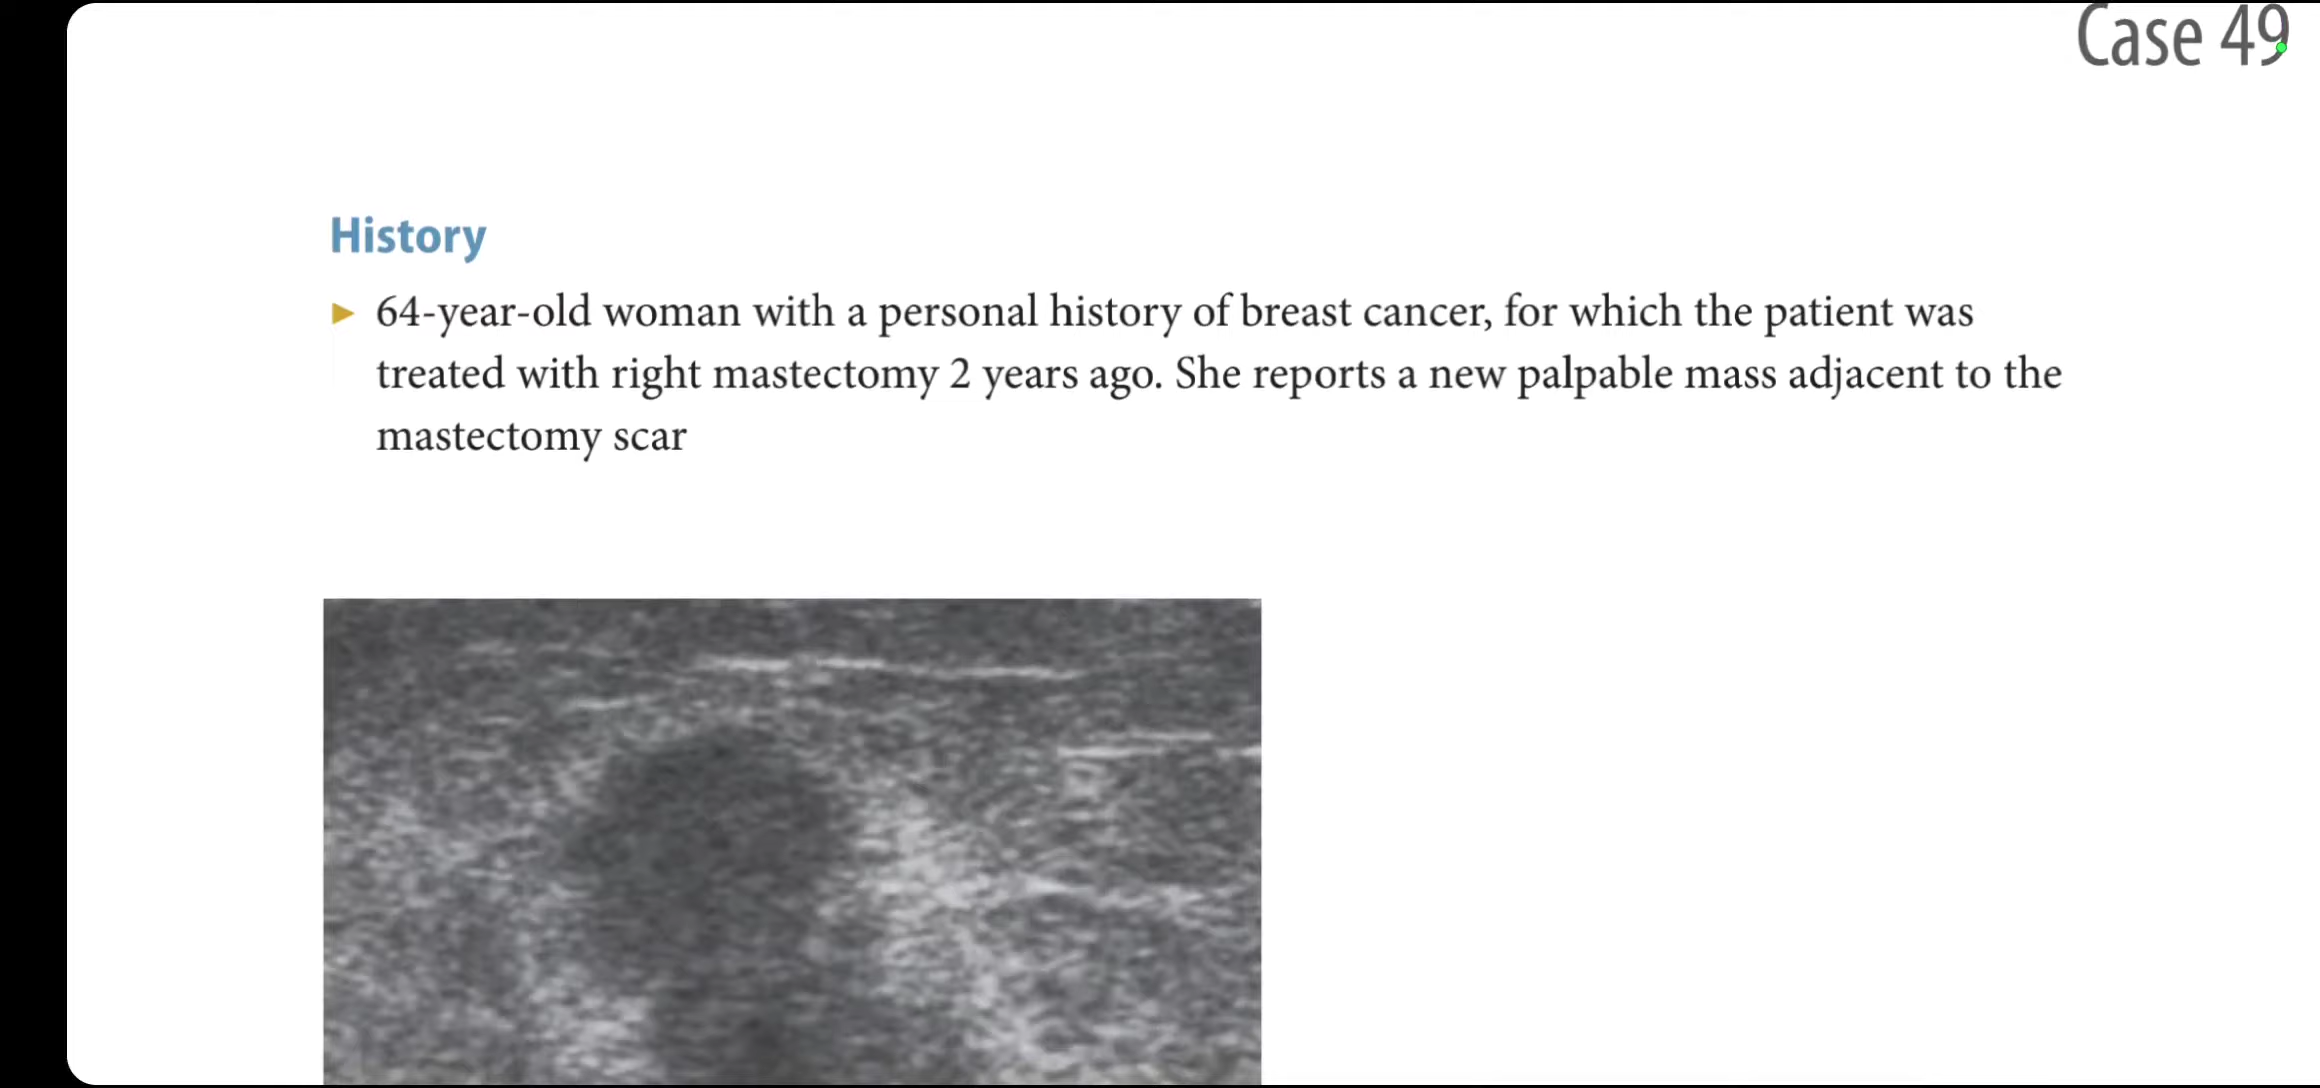 Case 49
History
► 64-year-old woman with a personal history of breast cancer, for which the patient was
treated with right mastectomy 2 years ago. She reports a new palpable mass adjacent to the
mastectomy scar